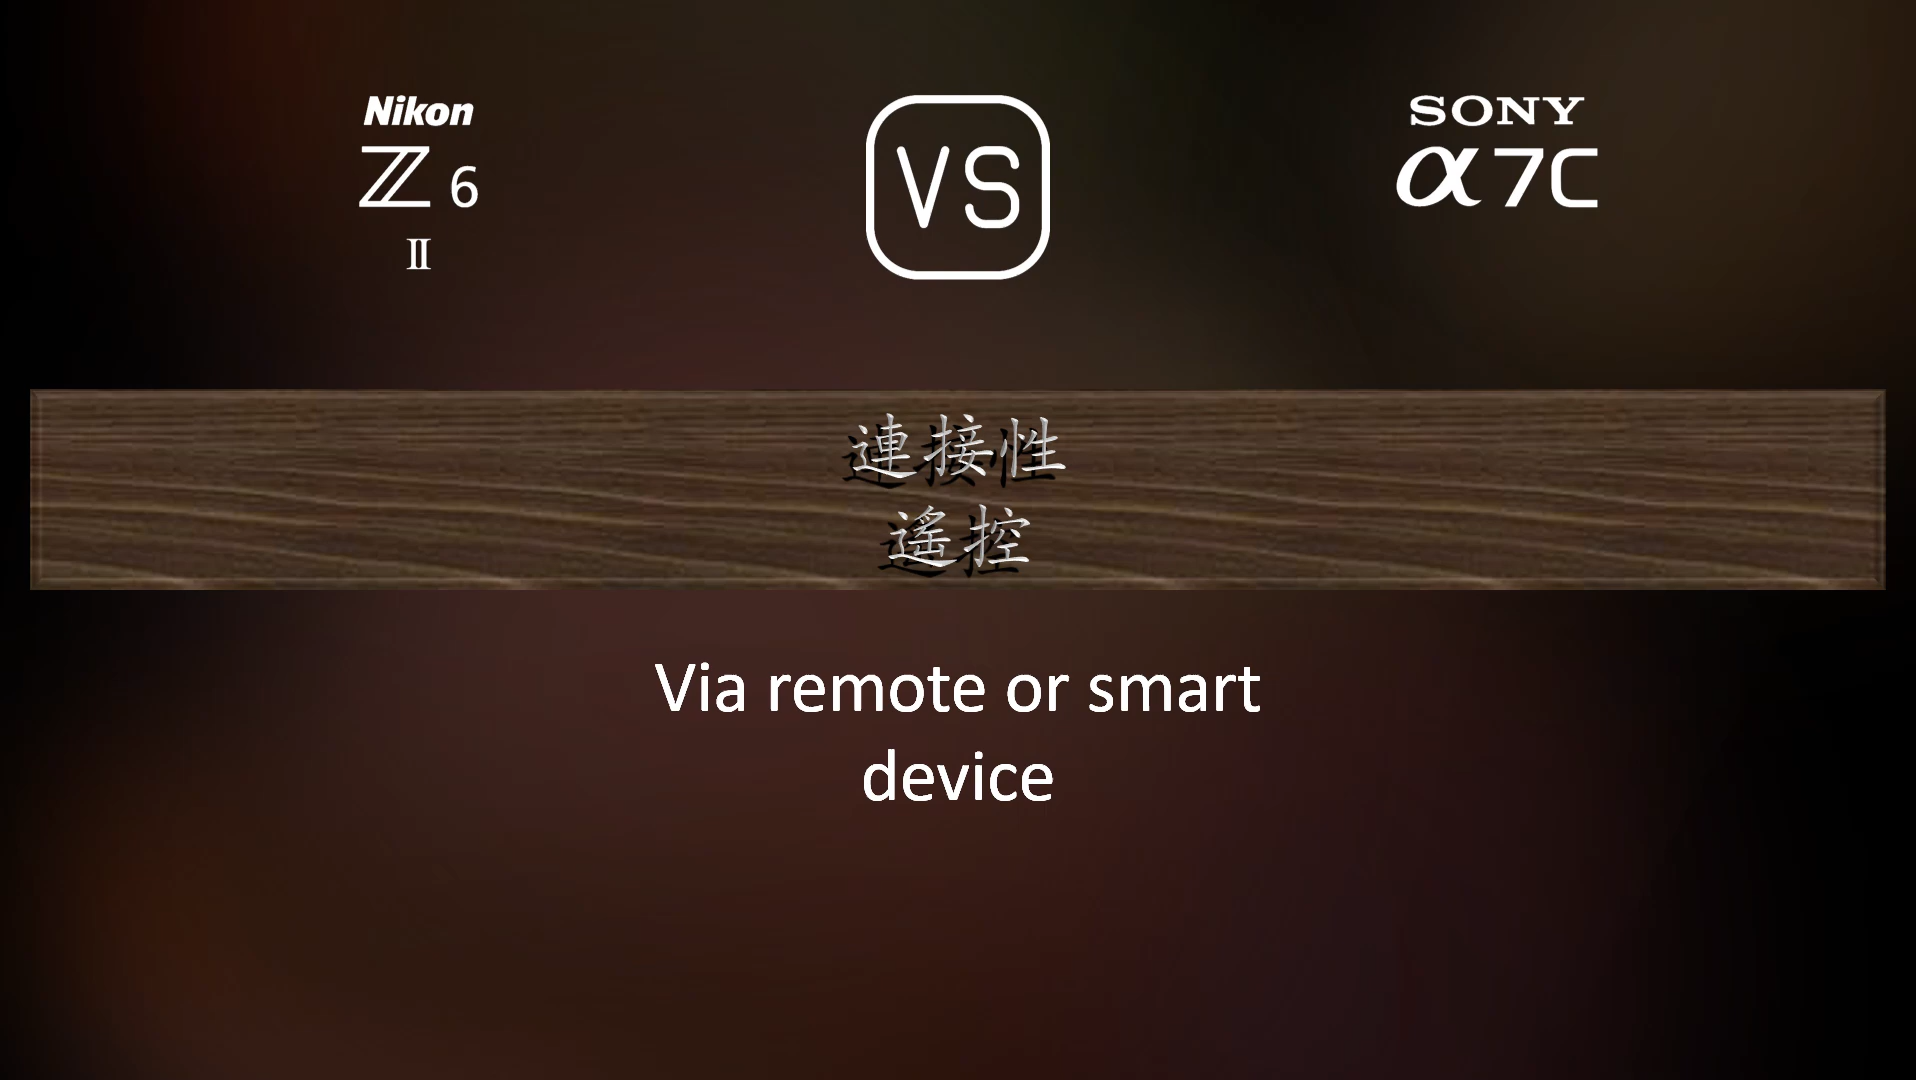 Nikon
Z 6
II
VS
SONY
α7C
連接性
遙控
Via remote or smart
device